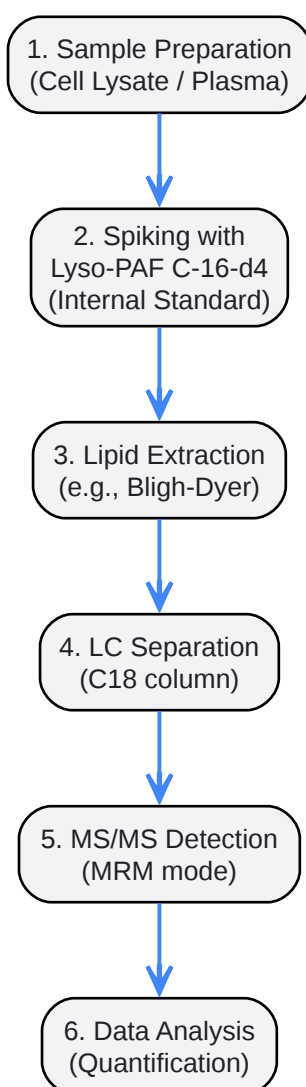 1. Sample Preparation
(Cell Lysate / Plasma)
2. Spiking with
Lyso-PAF C-16-d4
(Internal Standard)
3. Lipid Extraction
(e.g., Bligh-Dyer)
4. LC Separation
(C18 column)
5. MS/MS Detection
(MRM mode)
6. Data Analysis
(Quantification)